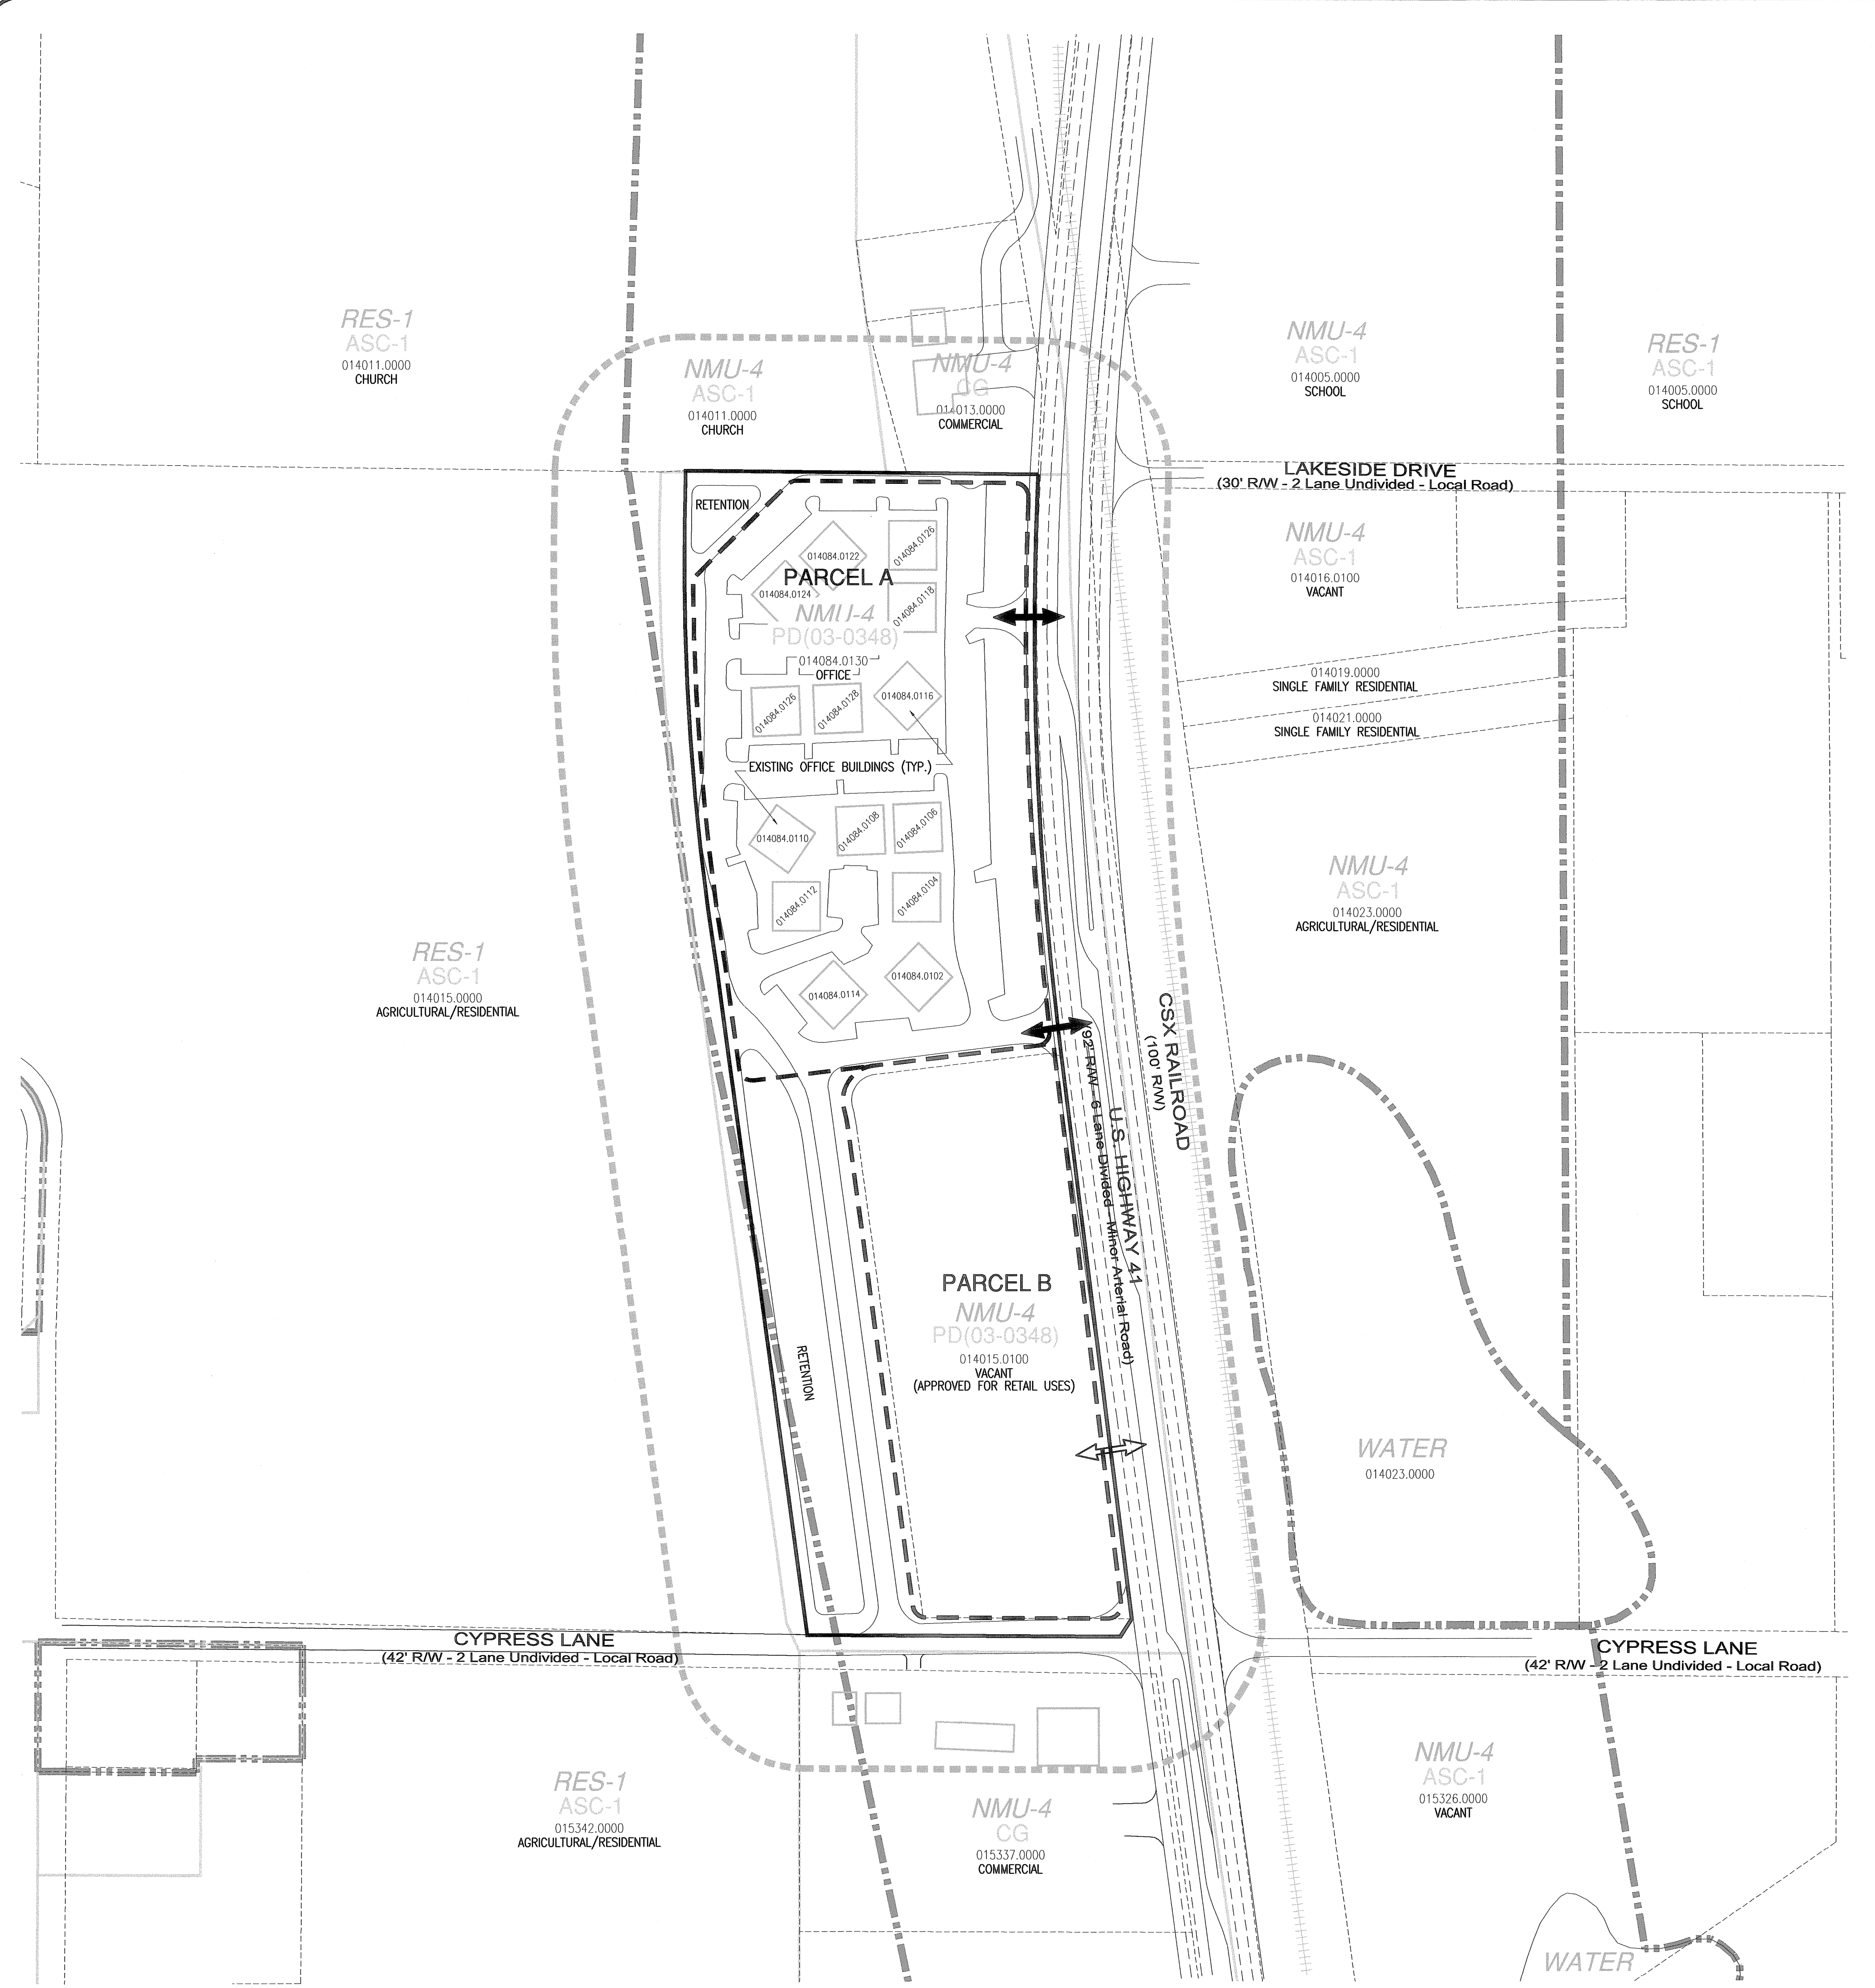 RES-1
ASC-1
014011.0000
CHURCH
NMU-4
ASC-1
014011.0000
CHURCH
NMU-4
CG
014013.0000
COMMERCIAL
NMU-4
ASC-1
014005.0000
SCHOOL
RES-1
ASC-1
014005.0000
SCHOOL
LAKESIDE DRIVE
(30' R/W - 2 Lane Undivided - Local Road)
RETENTION
014084.0122
014084.0126
PARCEL A
014084.0124
014084.0118
NMU-4
PD(03-0348)
014084.0130
OFFICE
014084.0126
014084.0128
014084.0116
EXISTING OFFICE BUILDINGS (TYP.)
014084.0110
014084.0108
014084.0106
014084.0112
014084.0104
014084.0114
014084.0102
NMU-4
ASC-1
014016.0100
VACANT
014019.0000
SINGLE FAMILY RESIDENTIAL
014021.0000
SINGLE FAMILY RESIDENTIAL
NMU-4
ASC-1
014023.0000
AGRICULTURAL/RESIDENTIAL
RES-1
ASC-1
014015.0000
AGRICULTURAL/RESIDENTIAL
CSX RAILROAD
(100' R/W)
U.S. HIGHWAY 41
92' R/W - 6 Lane Divided - Minor Arterial Road)
PARCEL B
NMU-4
PD(03-0348)
014015.0100
VACANT
(APPROVED FOR RETAIL USES)
RETENTION
WATER
014023.0000
CYPRESS LANE
(42' R/W - 2 Lane Undivided - Local Road)
CYPRESS LANE
(42' R/W - 2 Lane Undivided - Local Road)
RES-1
ASC-1
015342.0000
AGRICULTURAL/RESIDENTIAL
NMU-4
CG
015337.0000
COMMERCIAL
NMU-4
ASC-1
015326.0000
VACANT
WATER